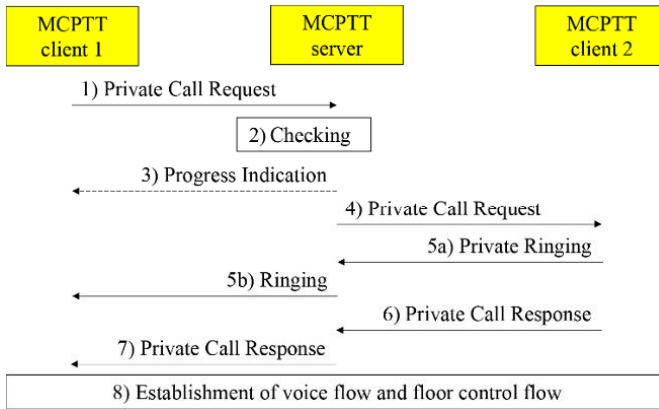 MCPTT
client 1
MCPTT
server
MCPTT
client 2
1) Private Call Request
2) Checking
3) Progress Indication
4) Private Call Request
5a) Private Ringing
5b) Ringing
6) Private Call Response
7) Private Call Response
8) Establishment of voice flow and floor control flow